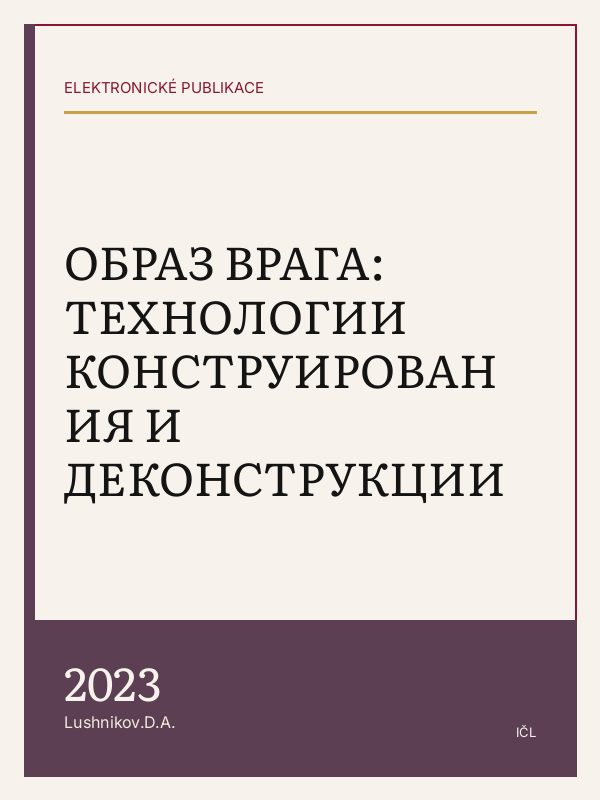 ELEKTRONICKÉ PUBLIKACE
ОБРАЗ ВРАГА:
ТЕХНОЛОГИИ
КОНСТРУИРОВАН
ИЯ И
ДЕКОНСТРУКЦИИ
2023
Lushnikov.D.A.
IČL